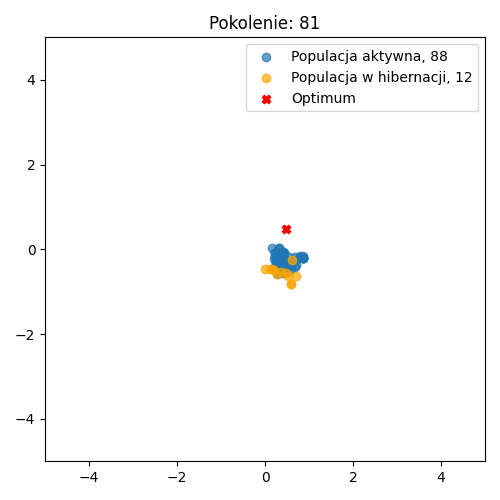 Pokolenie: 81
Populacja aktywna, 88
Populacja w hibernacji, 12
Optimum
4
2
0
−2
−4
−4
−2
0
2
4